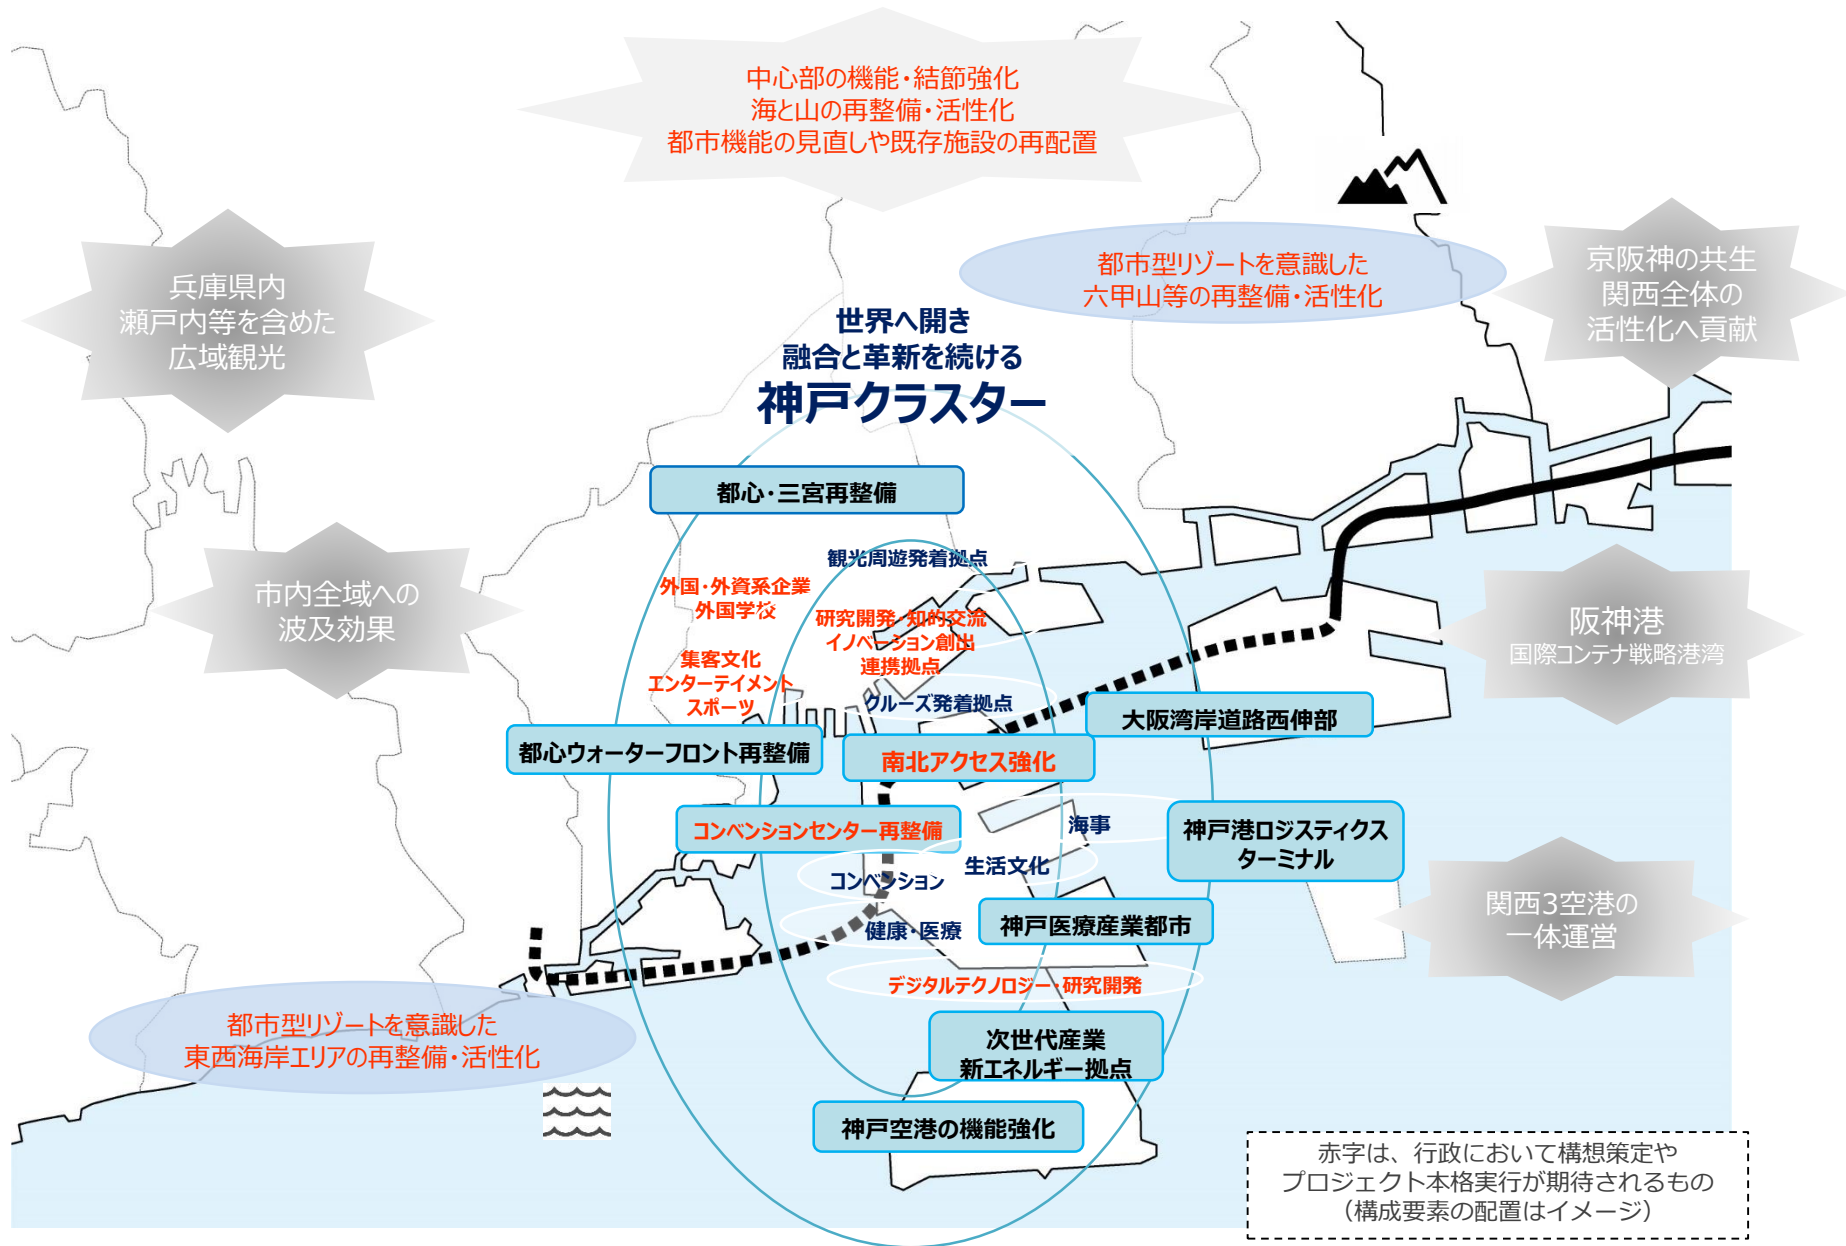 中心部の機能・結節強化
海と山の再整備・活性化
都市機能の見直しや既存施設の再配置
兵庫県内
瀬戸内等を含めた
広域観光
都市型リゾートを意識した
六甲山等の再整備・活性化
京阪神の共生
関西全体の
活性化へ貢献
世界へ開き
融合と革新を続ける
神戸クラスター
都心・三宮再整備
観光周遊発着拠点
外国・外資系企業
外国学校
研究開発・知的交流
イノベーション創出
連携拠点
市内全域への
波及効果
阪神港
国際コンテナ戦略港湾
集客文化
エンターテイメント
スポーツ
クルーズ発着拠点
大阪湾岸道路西伸部
都心ウォーターフロント再整備
南北アクセス強化
コンベンションセンター再整備
海事
神戸港ロジスティクス
ターミナル
生活文化
コンベンション
健康・医療
神戸医療産業都市
関西3空港の
一体運営
デジタルテクノロジー・研究開発
都市型リゾートを意識した
東西海岸エリアの再整備・活性化
次世代産業
新エネルギー拠点
神戸空港の機能強化
赤字は、行政において構想策定や
プロジェクト本格実行が期待されるもの
（構成要素の配置はイメージ）